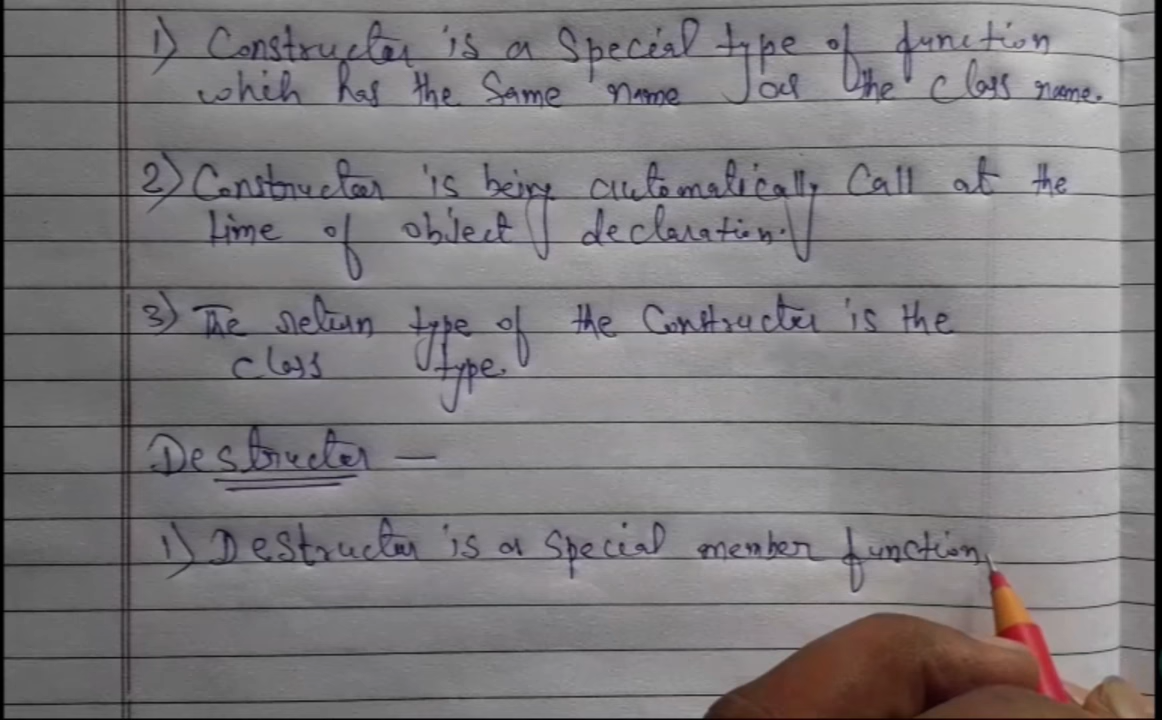 1) Constructor is a Special type of function
which has the Same name as the Class name.
2) Constructor is being automatically Call at the
time of object declaration.
3) The return type of the Constructor is the
class type.
Destructor —
1) Destructor is a Special member function